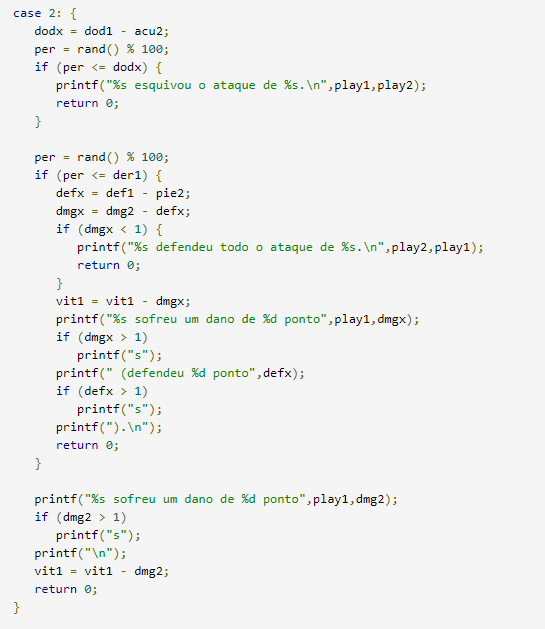 case 2: {
   dodx = dod1 - acu2;
   per = rand() % 100;
   if (per <= dodx) {
      printf("%s esquivou o ataque de %s.\n",play1,play2);
      return 0;
   }

   per = rand() % 100;
   if (per <= der1) {
      defx = def1 - pie2;
      dmgx = dmg2 - defx;
      if (dmgx < 1) {
         printf("%s defendeu todo o ataque de %s.\n",play2,play1);
         return 0;
      }
      vit1 = vit1 - dmgx;
      printf("%s sofreu um dano de %d ponto",play1,dmgx);
      if (dmgx > 1)
         printf("s");
      printf(" (defendeu %d ponto",defx);
      if (defx > 1)
         printf("s");
      printf(").\n");
      return 0;
   }

   printf("%s sofreu um dano de %d ponto",play1,dmg2);
   if (dmg2 > 1)
      printf("s");
   printf("\n");
   vit1 = vit1 - dmg2;
   return 0;
}